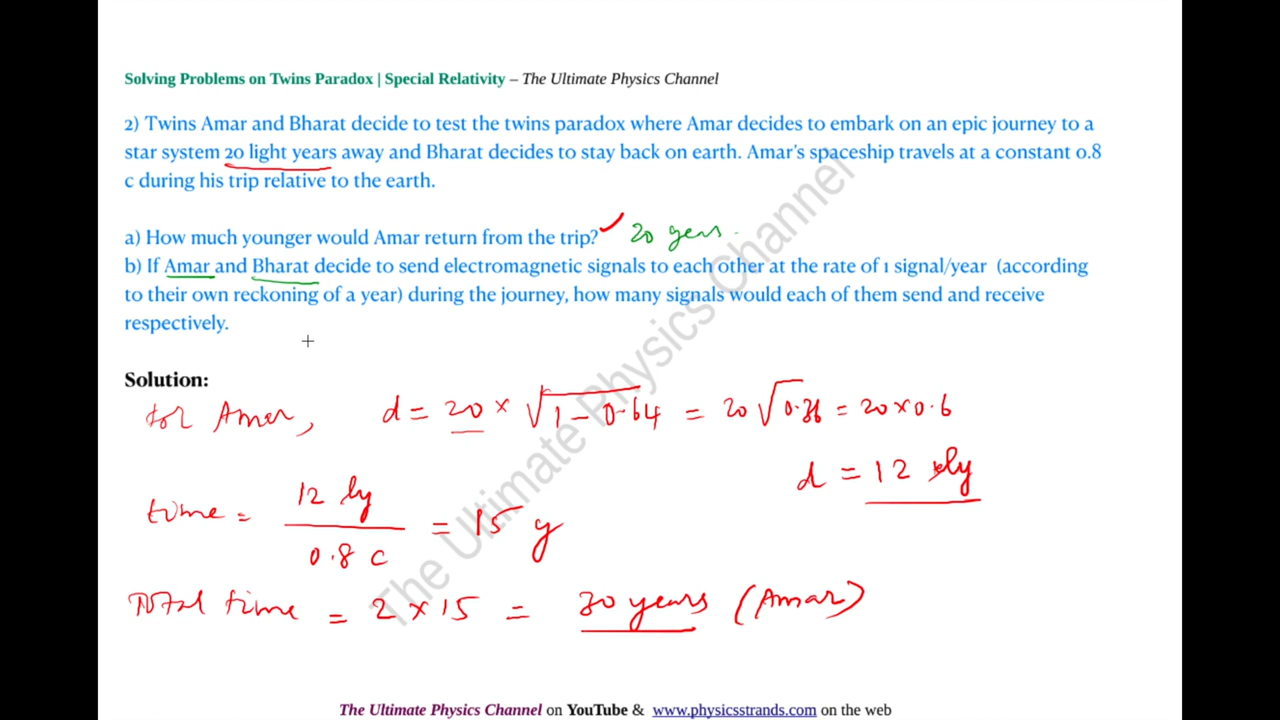 Solving Problems on Twins Paradox | Special Relativity – The Ultimate Physics Channel
2) Twins Amar and Bharat decide to test the twins paradox where Amar decides to embark on an epic journey to a
star system 20 light years away and Bharat decides to stay back on earth. Amar's spaceship travels at a constant 0.8
c during his trip relative to the earth.
a) How much younger would Amar return from the trip? ✓ 20 years.
b) If Amar and Bharat decide to send electromagnetic signals to each other at the rate of 1 signal/year (according
to their own reckoning of a year) during the journey, how many signals would each of them send and receive
respectively.
Solution:
for Amar, d = 20 × √1 - 0.64 = 20 √0.36 = 20 × 0.6
d = 12 ly
time = 12 ly / 0.8 c = 15 y
Total time = 2 × 15 = 30 years (Amar)
The Ultimate Physics Channel
The Ultimate Physics Channel on YouTube & www.physicsstrands.com on the web